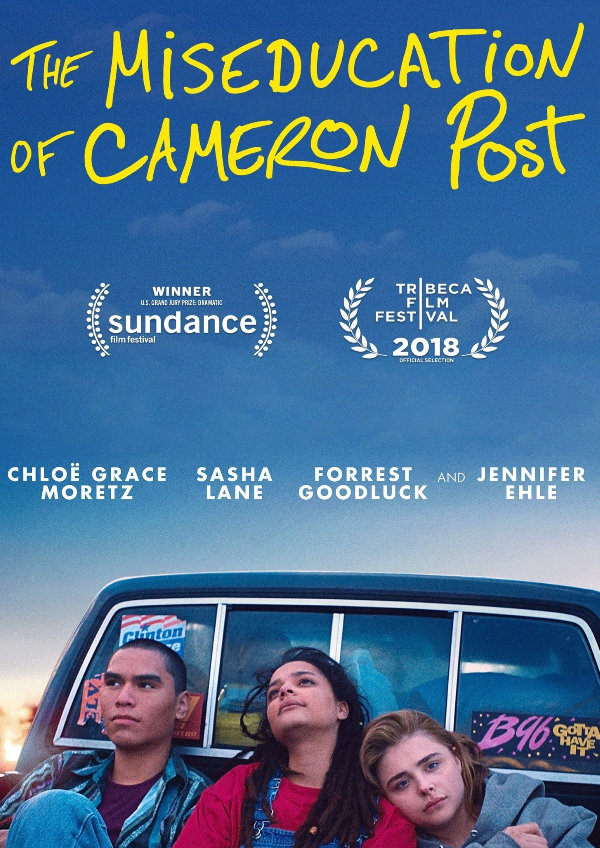 THE MISEDUCATION
OF CAMERON POST
WINNER
U.S. GRAND JURY PRIZE: DRAMATIC
sundance
film festival
TRIBECA
FILM
FESTIVAL
2018
OFFICIAL SELECTION
CHLOË GRACE
MORETZ
SASHA
LANE
FORREST
GOODLUCK
AND
JENNIFER
EHLE
Clinton
B96
GOTTA
HAVE
IT